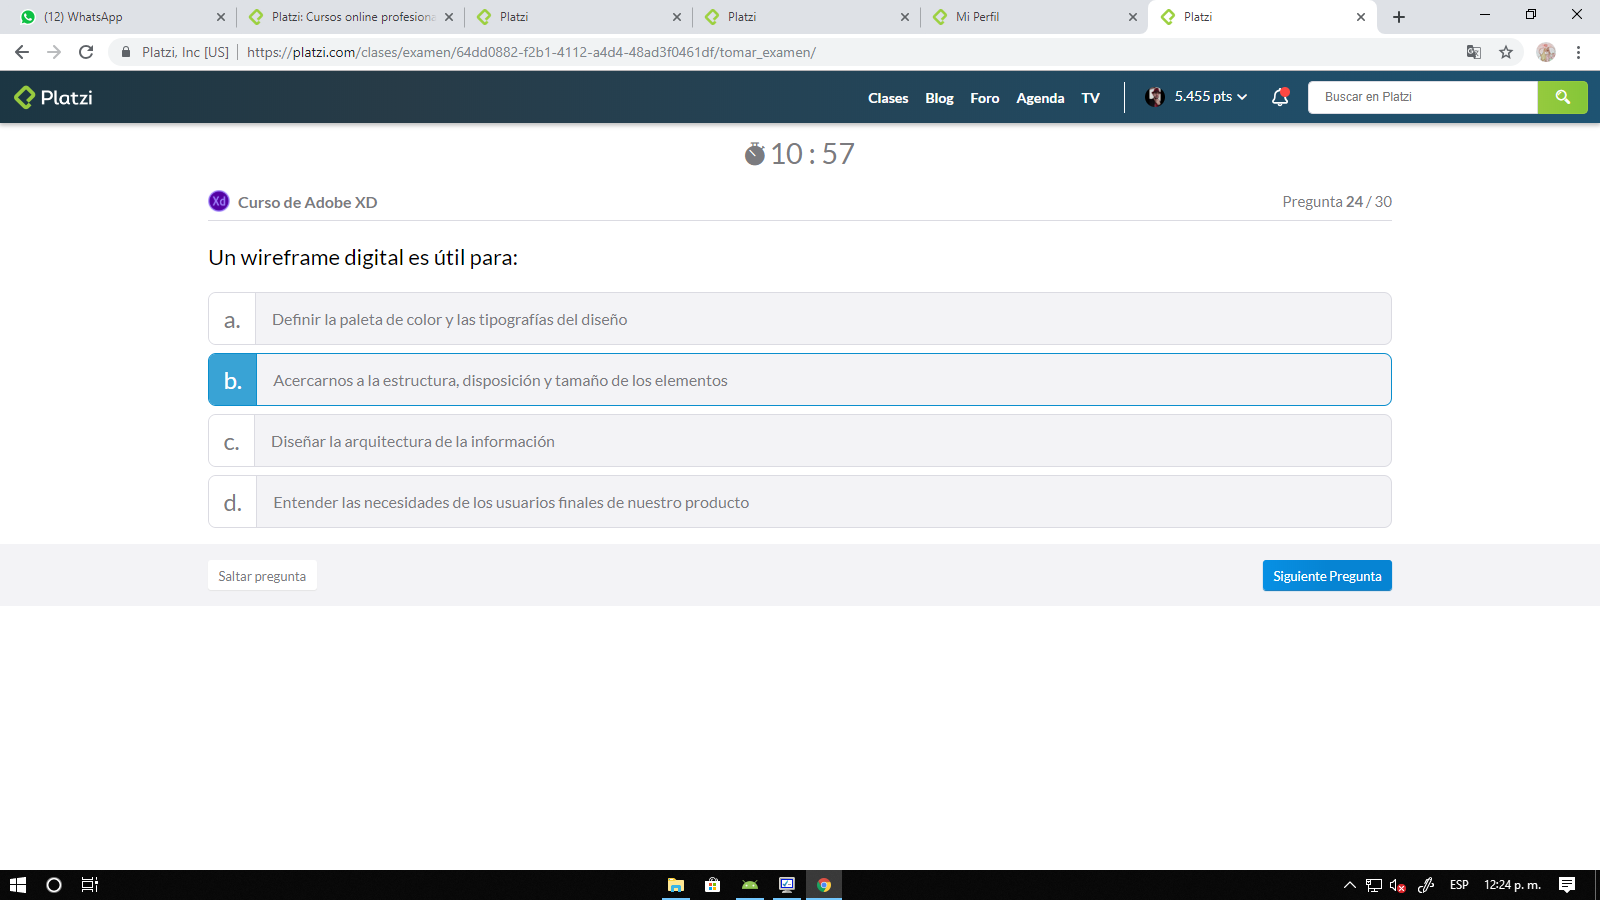 (12) WhatsApp
Platzi: Cursos online profesiona
Platzi
Platzi
Mi Perfil
Platzi
Platzi, Inc [US]
https://platzi.com/clases/examen/64dd0882-f2b1-4112-a4d4-48ad3f0461df/tomar_examen/
Platzi
Clases
Blog
Foro
Agenda
TV
5.455 pts
Buscar en Platzi
10 : 57
Xd
Curso de Adobe XD
Pregunta 24 / 30
Un wireframe digital es útil para:
a. Definir la paleta de color y las tipografías del diseño
b. Acercarnos a la estructura, disposición y tamaño de los elementos
c. Diseñar la arquitectura de la información
d. Entender las necesidades de los usuarios finales de nuestro producto
Saltar pregunta
Siguiente Pregunta
ESP
12:24 p. m.